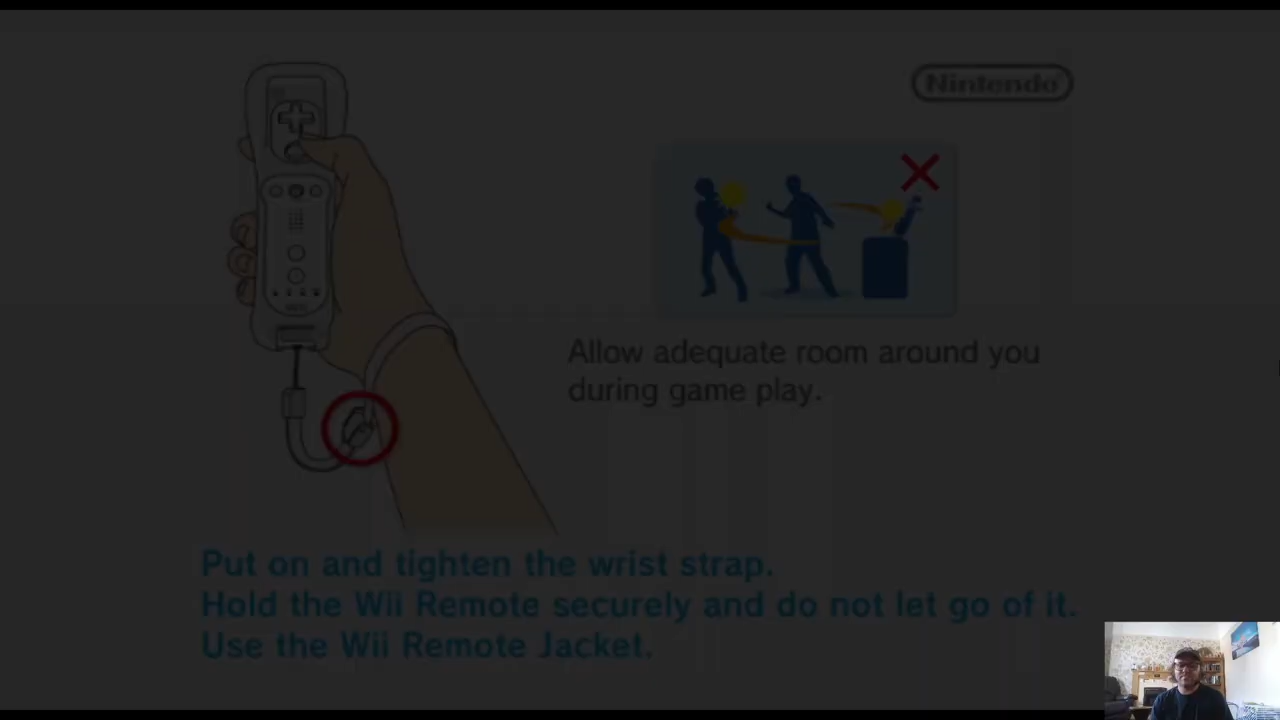 Nintendo
Allow adequate room around you
during game play.
Put on and tighten the wrist strap.
Hold the Wii Remote securely and do not let go of it.
Use the Wii Remote Jacket.